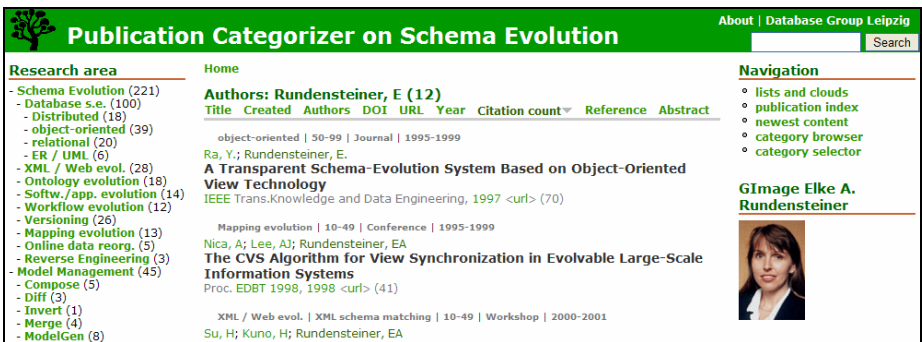 About | Database Group Leipzig
Publication Categorizer on Schema Evolution
Search
Research area
- Schema Evolution (221)
- Database s.e. (100)
- Distributed (18)
- object-oriented (39)
- relational (20)
- ER / UML (6)
- XML / Web evol. (28)
- Ontology evolution (18)
- Softw./app. evolution (14)
- Workflow evolution (12)
- Versioning (26)
- Mapping evolution (13)
- Online data reorg. (5)
- Reverse Engineering (3)
- Model Management (45)
- Compose (5)
- Diff (3)
- Invert (1)
- Merge (4)
- ModelGen (8)
Home
Authors: Rundensteiner, E (12)
Title Created Authors DOI URL Year Citation count Reference Abstract
object-oriented | 50-99 | Journal | 1995-1999
Ra, Y.; Rundensteiner, E.
A Transparent Schema-Evolution System Based on Object-Oriented
View Technology
IEEE Trans.Knowledge and Data Engineering, 1997 <url> (70)
Mapping evolution | 10-49 | Conference | 1995-1999
Nica, A; Lee, AJ; Rundensteiner, EA
The CVS Algorithm for View Synchronization in Evolvable Large-Scale
Information Systems
Proc. EDBT 1998, 1998 <url> (41)
XML / Web evol. | XML schema matching | 10-49 | Workshop | 2000-2001
Su, H; Kuno, H; Rundensteiner, EA
Navigation
lists and clouds
publication index
newest content
category browser
category selector
GImage Elke A.
Rundensteiner